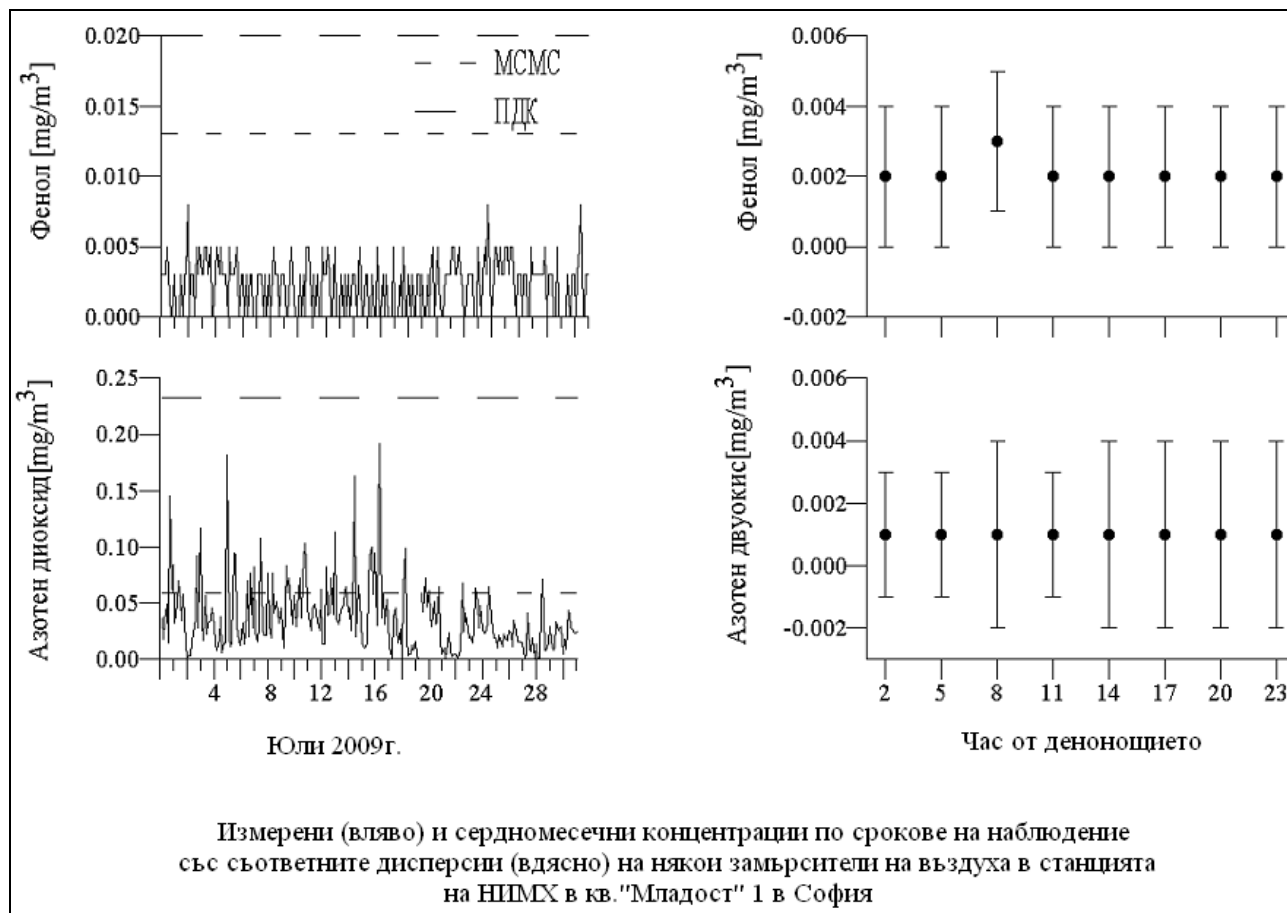 0.020
0.015
0.010
0.005
0.000
Фенол [mg/m³]
МСМС
ПДК
0.006
0.004
0.002
0.000
-0.002
Фенол [mg/m³]
0.25
0.20
0.15
0.10
0.05
0.00
Азотен диоксид[mg/m³]
4 8 12 16 20 24 28
Юли 2009г.
0.006
0.004
0.002
0.000
-0.002
Азотен двуокис[mg/m³]
2 5 8 11 14 17 20 23
Час от денонощието
Измерени (вляво) и сердномесечни концентрации по срокове на наблюдение
със съответните дисперсии (вдясно) на някои замърсители на въздуха в станцията
на НИМХ в кв."Младост" 1 в София